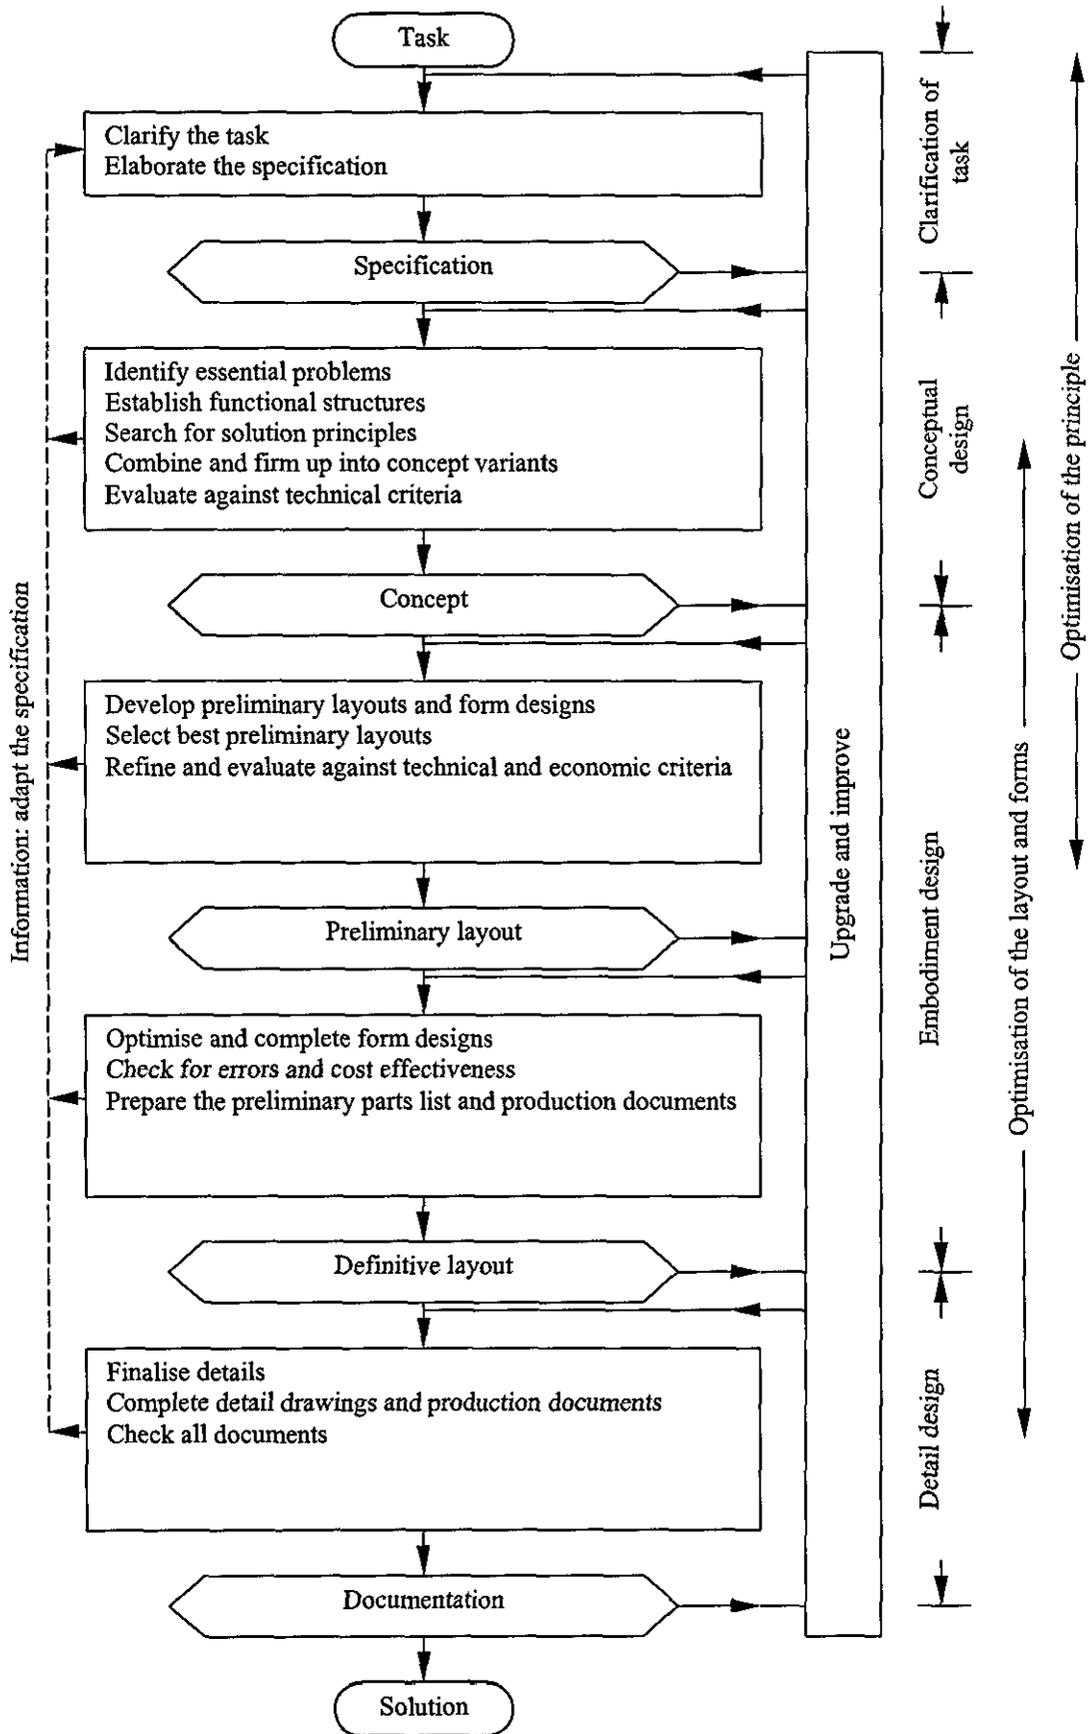 Task
Clarify the task
Elaborate the specification
Specification
Identify essential problems
Establish functional structures
Search for solution principles
Combine and firm up into concept variants
Evaluate against technical criteria
Concept
Develop preliminary layouts and form designs
Select best preliminary layouts
Refine and evaluate against technical and economic criteria
Preliminary layout
Optimise and complete form designs
Check for errors and cost effectiveness
Prepare the preliminary parts list and production documents
Definitive layout
Finalise details
Complete detail drawings and production documents
Check all documents
Documentation
Solution
Information: adapt the specification
Upgrade and improve
Clarification of
task
Conceptual
design
Embodiment design
Detail design
Optimisation of the layout and forms
Optimisation of the principle